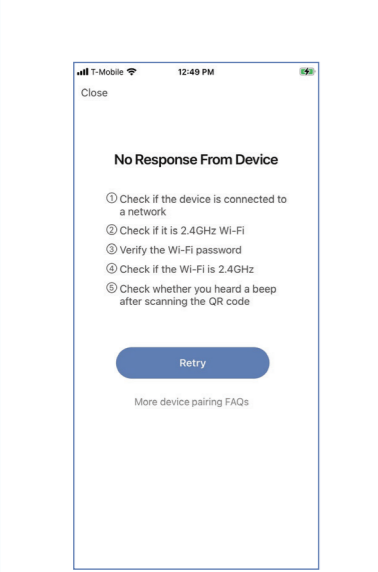 T-Mobile 12:49 PM
Close
No Response From Device
① Check if the device is connected to
a network
② Check if it is 2.4GHz Wi-Fi
③ Verify the Wi-Fi password
④ Check if the Wi-Fi is 2.4GHz
⑤ Check whether you heard a beep
after scanning the QR code
Retry
More device pairing FAQs